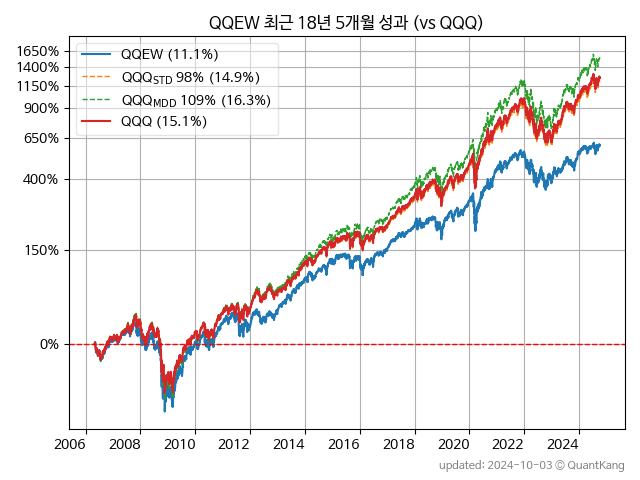 QQEW 최근 18년 5개월 성과 (vs QQQ)
QQEW (11.1%)
QQQSTD 98% (14.9%)
QQQMDD 109% (16.3%)
QQQ (15.1%)
1650%
1400%
1150%
900%
650%
400%
150%
0%
2006 2008 2010 2012 2014 2016 2018 2020 2022 2024
updated: 2024-10-03 © QuantKang